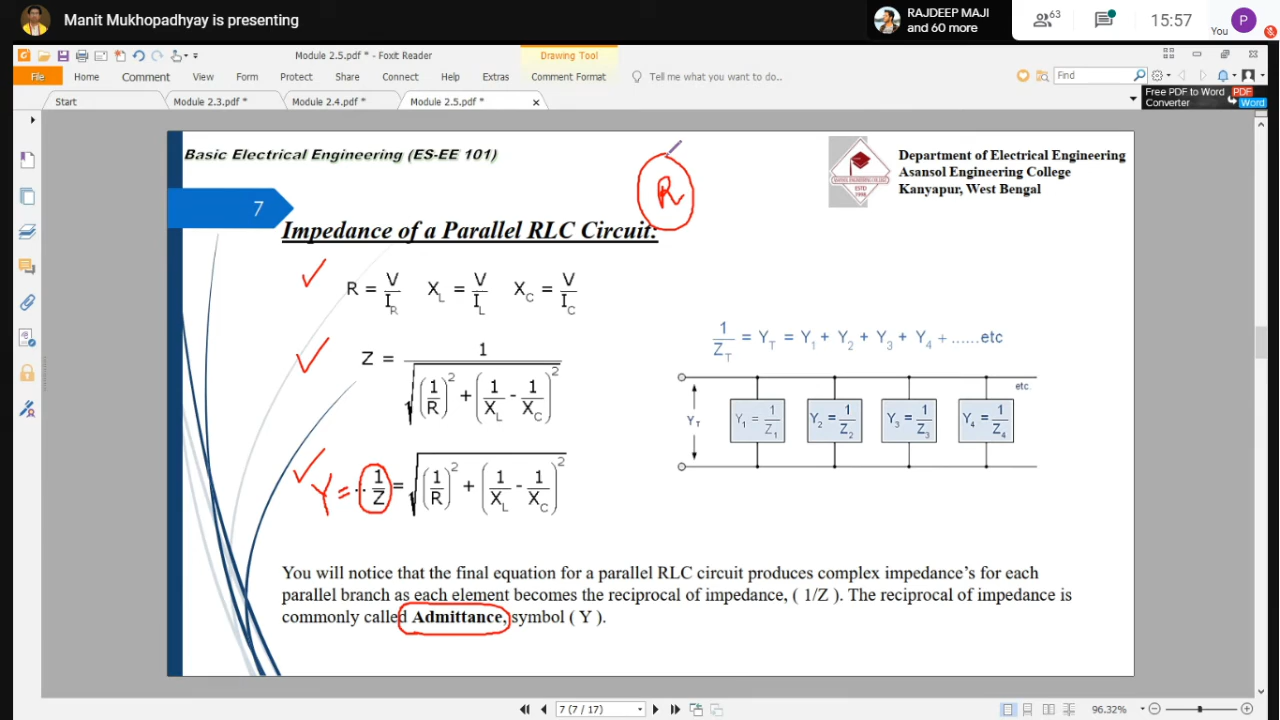 Manit Mukhopadhyay is presenting
RAJDEEP MAJI
and 60 more
63
15:57
You
P
Module 2.5.pdf * - Foxit Reader
Drawing Tool
File Home Comment View Form Protect Share Connect Help Extras Comment Format Tell me what you want to do..
Find
Start Module 2.3.pdf * Module 2.4.pdf * Module 2.5.pdf *
Free PDF to Word PDF
Converter Word
Basic Electrical Engineering (ES-EE 101)
R
Department of Electrical Engineering
Asansol Engineering College
Kanyapur, West Bengal
7
Impedance of a Parallel RLC Circuit:
R = V/I_R X_L = V/I_L X_C = V/I_C
Z = 1/√((1/R)² + (1/X_L - 1/X_C)²)
Y = 1/Z = √((1/R)² + (1/X_L - 1/X_C)²)
1/Z_T = Y_T = Y_1 + Y_2 + Y_3 + Y_4 + ......etc
etc.
Y_T Y_1 = 1/Z_1 Y_2 = 1/Z_2 Y_3 = 1/Z_3 Y_4 = 1/Z_4
You will notice that the final equation for a parallel RLC circuit produces complex impedance's for each
parallel branch as each element becomes the reciprocal of impedance, ( 1/Z ). The reciprocal of impedance is
commonly called Admittance, symbol ( Y ).
7 (7 / 17)
96.32%